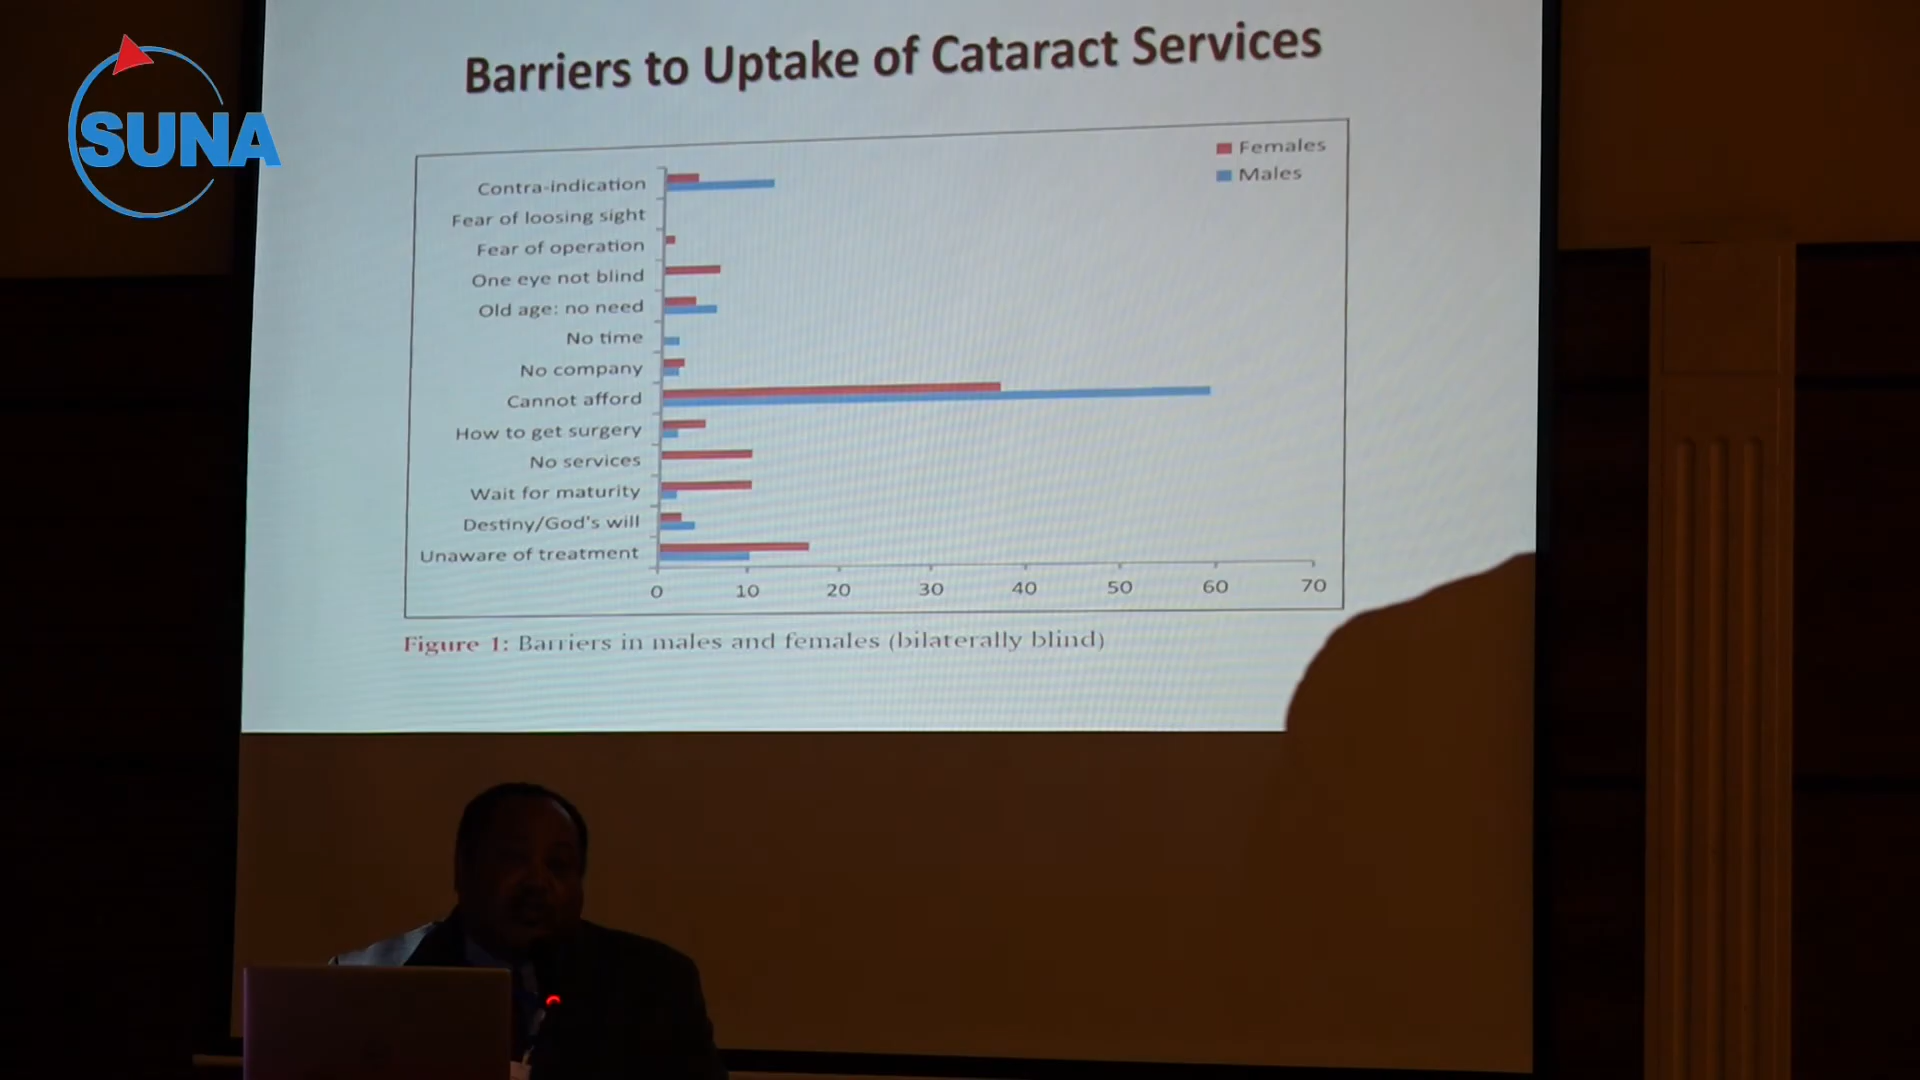 SUNA
Barriers to Uptake of Cataract Services
Females
Males
Contra-indication
Fear of loosing sight
Fear of operation
One eye not blind
Old age: no need
No time
No company
Cannot afford
How to get surgery
No services
Wait for maturity
Destiny/God's will
Unaware of treatment
0 10 20 30 40 50 60 70
Figure 1: Barriers in males and females (bilaterally blind)